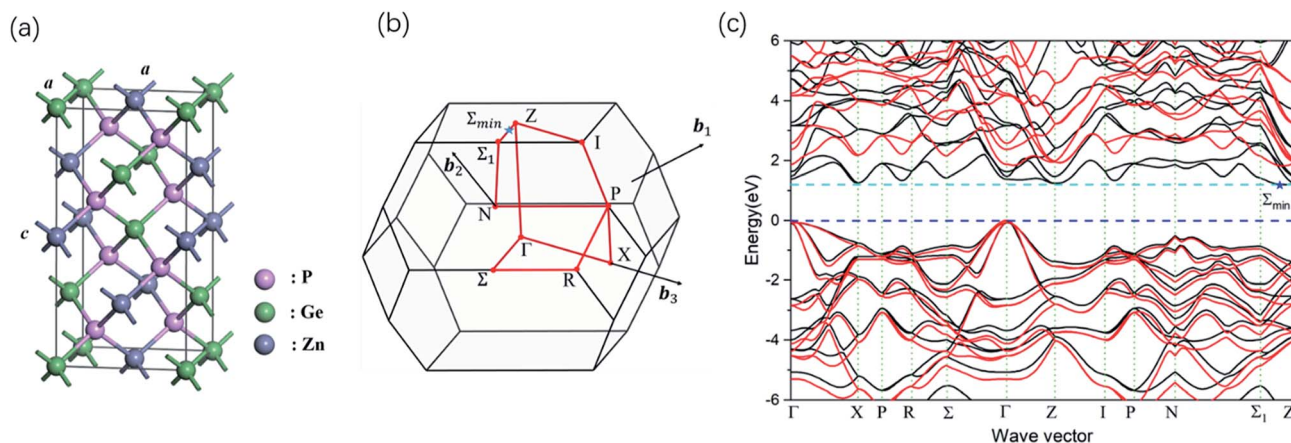 (a)
a
a
c
: P
: Ge
: Zn
(b)
Σmin
Z
Σ1
I
b1
b2
N
P
Γ
X
Σ
R
b3
(c)
6
4
2
0
-2
-4
-6
Energy(eV)
Σmin
Γ X P R Σ Γ Z I P N Σ1 Z
Wave vector